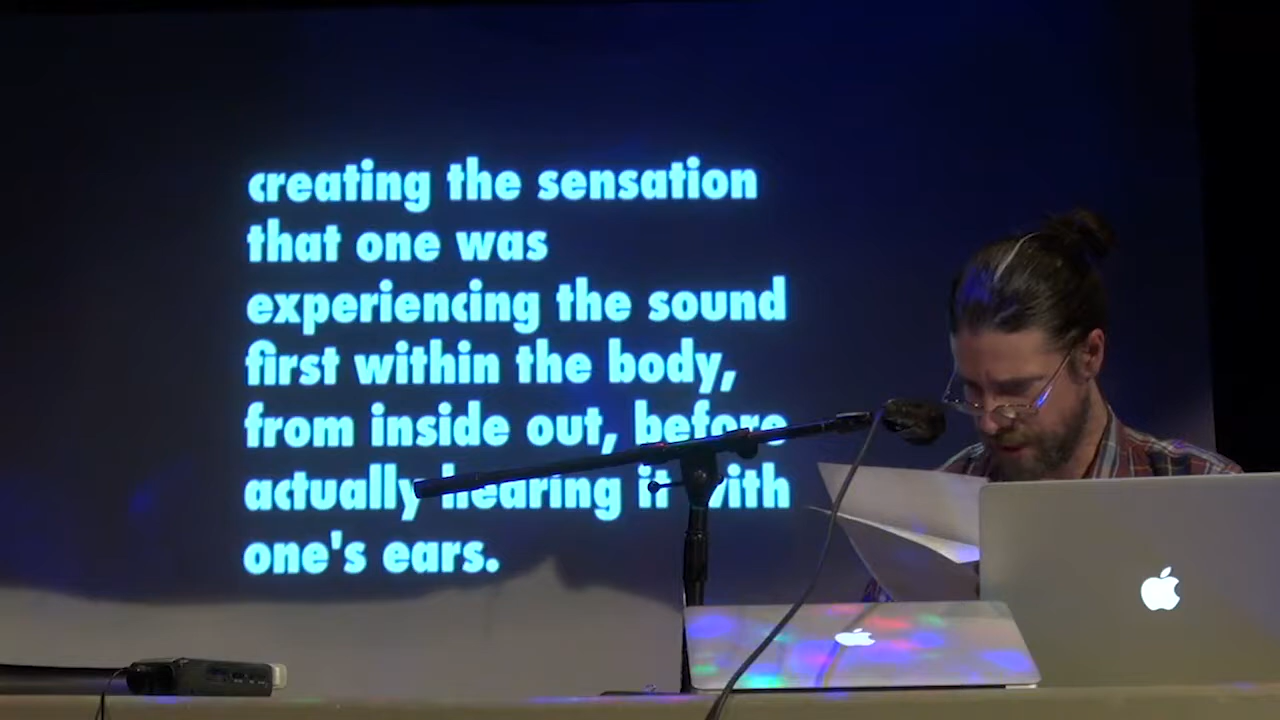 creating the sensation
that one was
experiencing the sound
first within the body,
from inside out, before
actually hearing it with
one's ears.